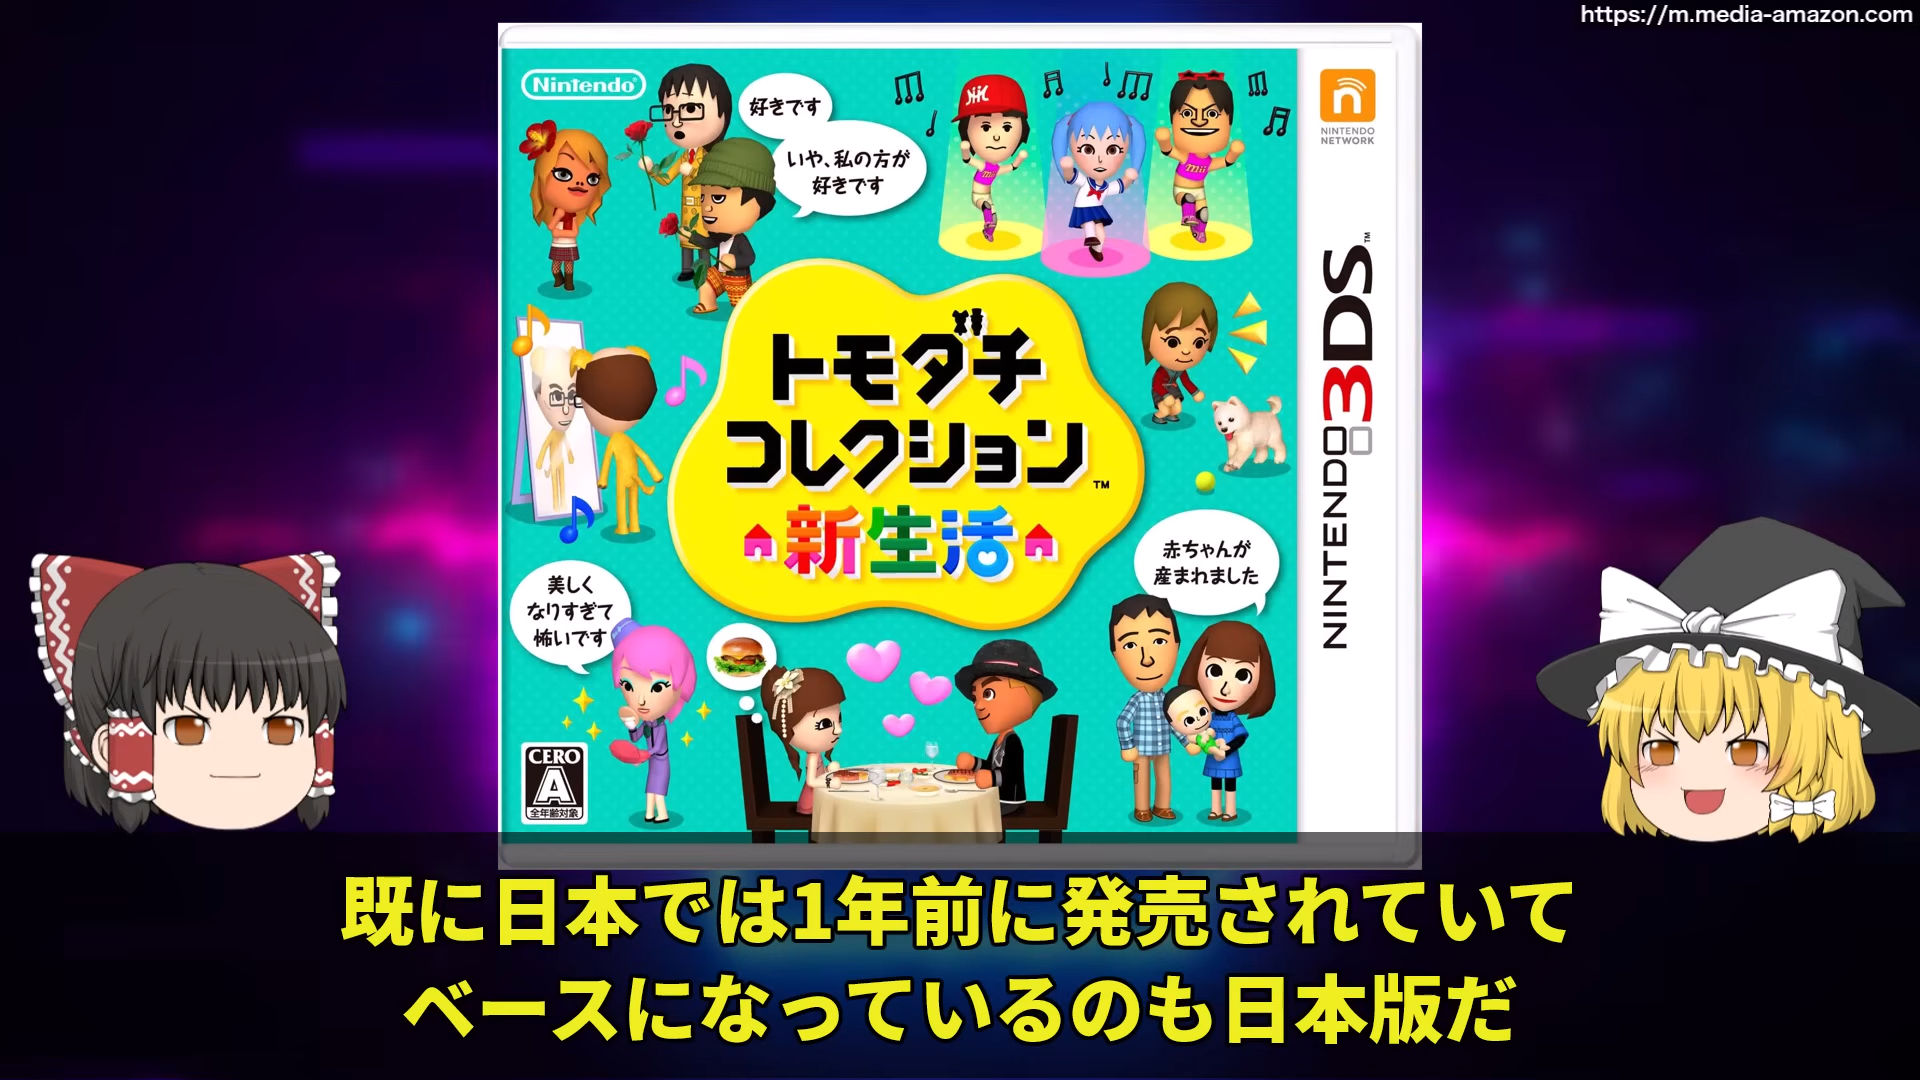 https://m.media-amazon.com
Nintendo
好きです
いや、私の方が
好きです
Mii
NINTENDO
NETWORK
NINTENDO3DS™
トモダチ
コレクション™
新生活
美しく
なりすぎて
怖いです
赤ちゃんが
産まれました
CERO
A
全年齢対象
既に日本では1年前に発売されていて
ベースになっているのも日本版だ